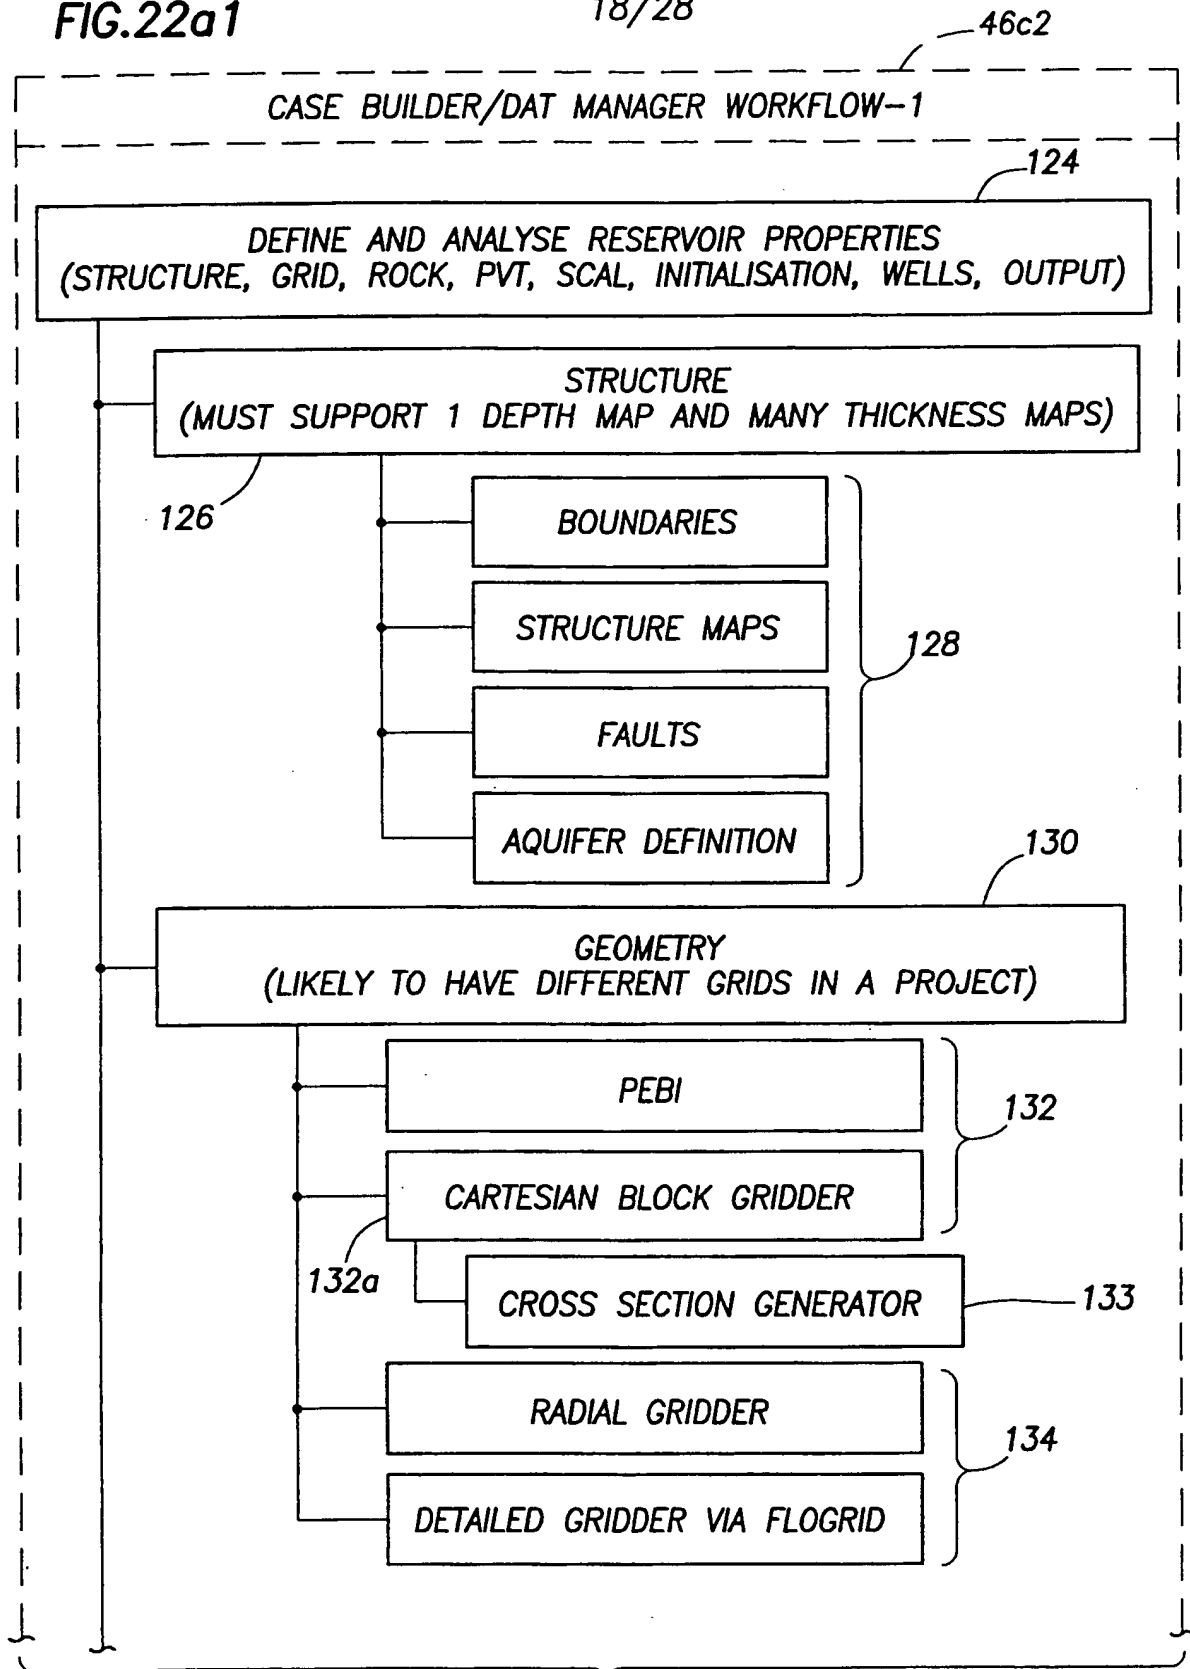 FIG.22a1
18/28
46c2
CASE BUILDER/DAT MANAGER WORKFLOW-1
124
DEFINE AND ANALYSE RESERVOIR PROPERTIES
(STRUCTURE, GRID, ROCK, PVT, SCAL, INITIALISATION, WELLS, OUTPUT)
STRUCTURE
(MUST SUPPORT 1 DEPTH MAP AND MANY THICKNESS MAPS)
126
BOUNDARIES
STRUCTURE MAPS
128
FAULTS
AQUIFER DEFINITION
130
GEOMETRY
(LIKELY TO HAVE DIFFERENT GRIDS IN A PROJECT)
PEBI
132
CARTESIAN BLOCK GRIDDER
132a
CROSS SECTION GENERATOR
133
RADIAL GRIDDER
134
DETAILED GRIDDER VIA FLOGRID